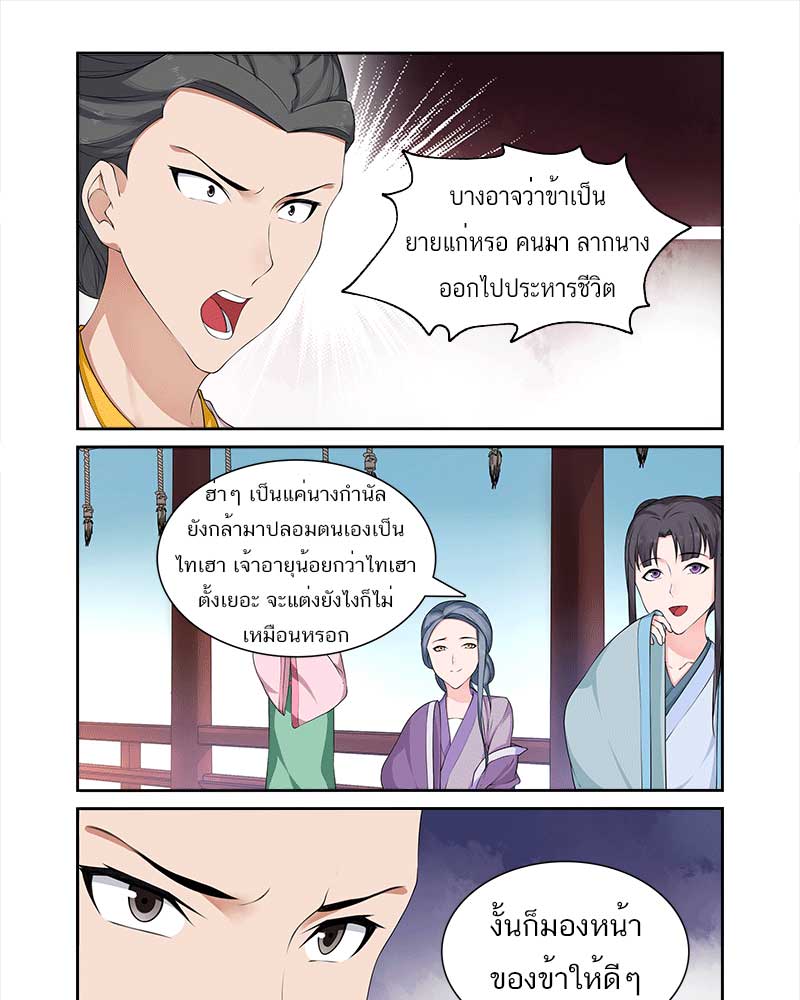 บางอาจว่าข้าเป็น
ยายแก่หรอ คนมา ลากนาง
ออกไปประหารชีวิต
ฮ่าๆ เป็นแค่นางกำนัล
ยังกล้ามาปลอมตนเองเป็น
ไทเฮา เจ้าอายุน้อยกว่าไทเฮา
ตั้งเยอะ จะแต่งยังไงก็ไม่
เหมือนหรอก
งั้นก็มองหน้า
ของข้าให้ดีๆ